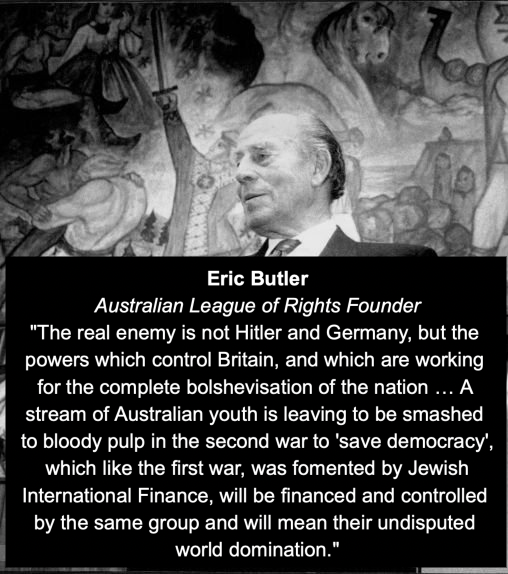 Eric Butler
Australian League of Rights Founder
"The real enemy is not Hitler and Germany, but the
powers which control Britain, and which are working
for the complete bolshevisation of the nation … A
stream of Australian youth is leaving to be smashed
to bloody pulp in the second war to 'save democracy',
which like the first war, was fomented by Jewish
International Finance, will be financed and controlled
by the same group and will mean their undisputed
world domination."